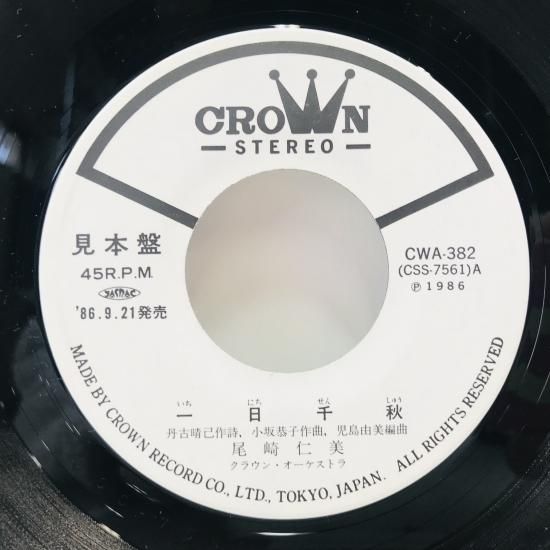 CROWN
STEREO
見本盤
45R.P.M.
JASRAC
'86.9.21発売
CWA-382
(CSS-7561)A
Ⓟ1986
いち にち せん しゅう
一日千秋
丹古晴己作詩、小坂恭子作曲、児島由美編曲
尾崎仁美
クラウン・オーケストラ
MADE BY CROWN RECORD CO., LTD., TOKYO, JAPAN. ALL RIGHTS RESERVED